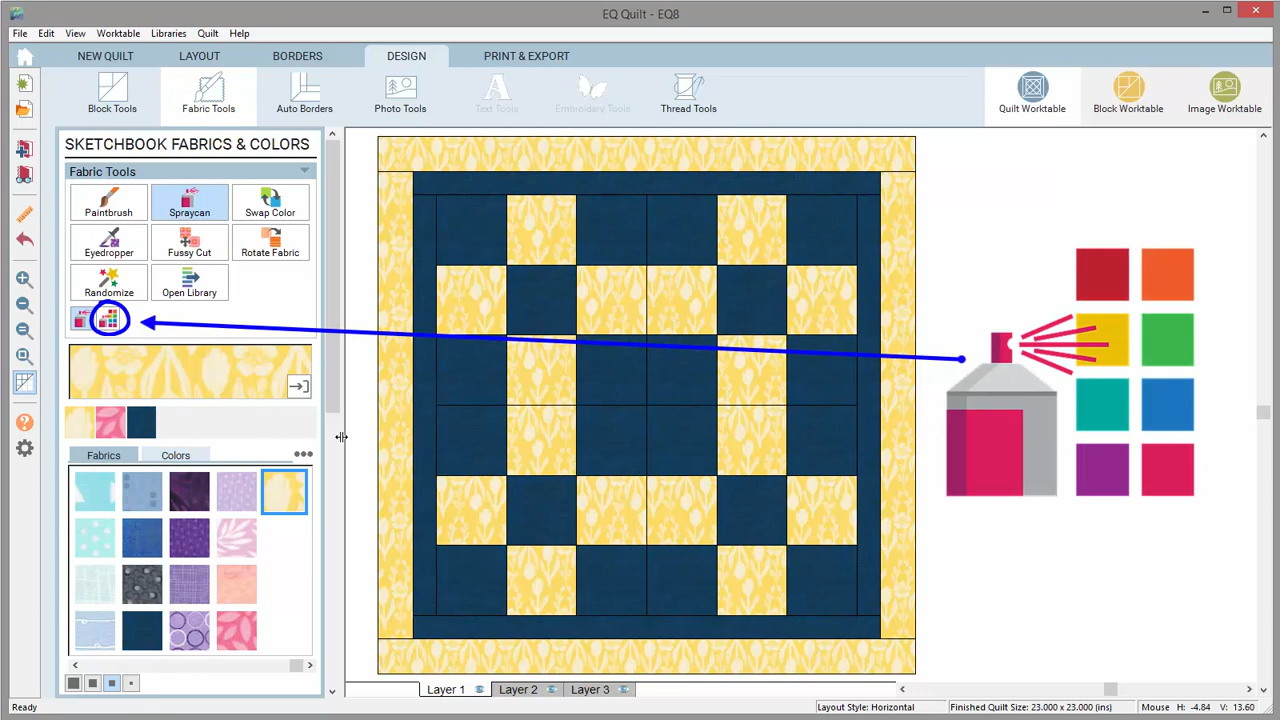 EQ Quilt - EQ8
File Edit View Worktable Libraries Quilt Help
NEW QUILT LAYOUT BORDERS DESIGN PRINT & EXPORT
Block Tools Fabric Tools Auto Borders Photo Tools Text Tools Embroidery Tools Thread Tools Quilt Worktable Block Worktable Image Worktable
SKETCHBOOK FABRICS & COLORS
Fabric Tools
Paintbrush Spraycan Swap Color
Eyedropper Fussy Cut Rotate Fabric
Randomize Open Library
Fabrics Colors
Layer 1 Layer 2 Layer 3
Ready Layout Style: Horizontal Finished Quilt Size: 23.000 x 23.000 (ins) Mouse H: -4.84 V: 13.60